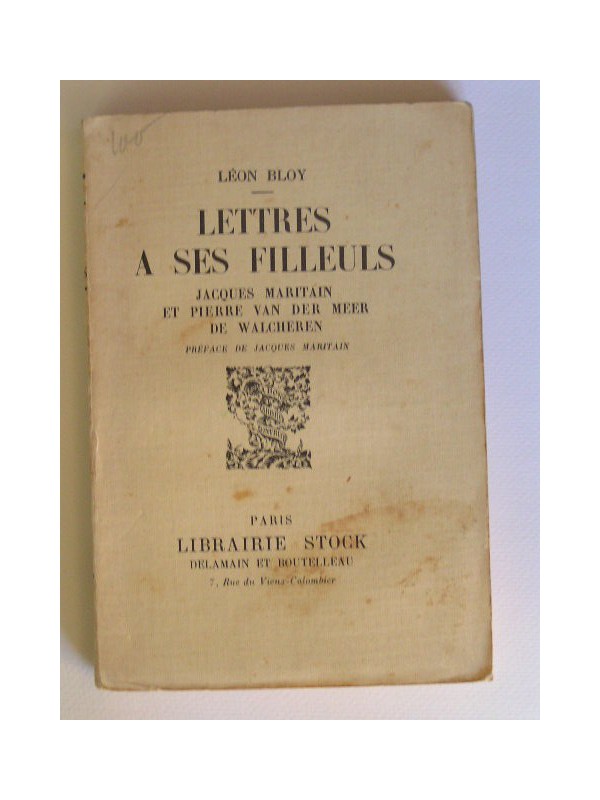 100
LÉON BLOY
LETTRES
A SES FILLEULS
JACQUES MARITAIN
ET PIERRE VAN DER MEER
DE WALCHEREN
PRÉFACE DE JACQUES MARITAIN
PARIS
LIBRAIRIE STOCK
DELAMAIN ET BOUTELLEAU
7, Rue du Vieux-Colombier